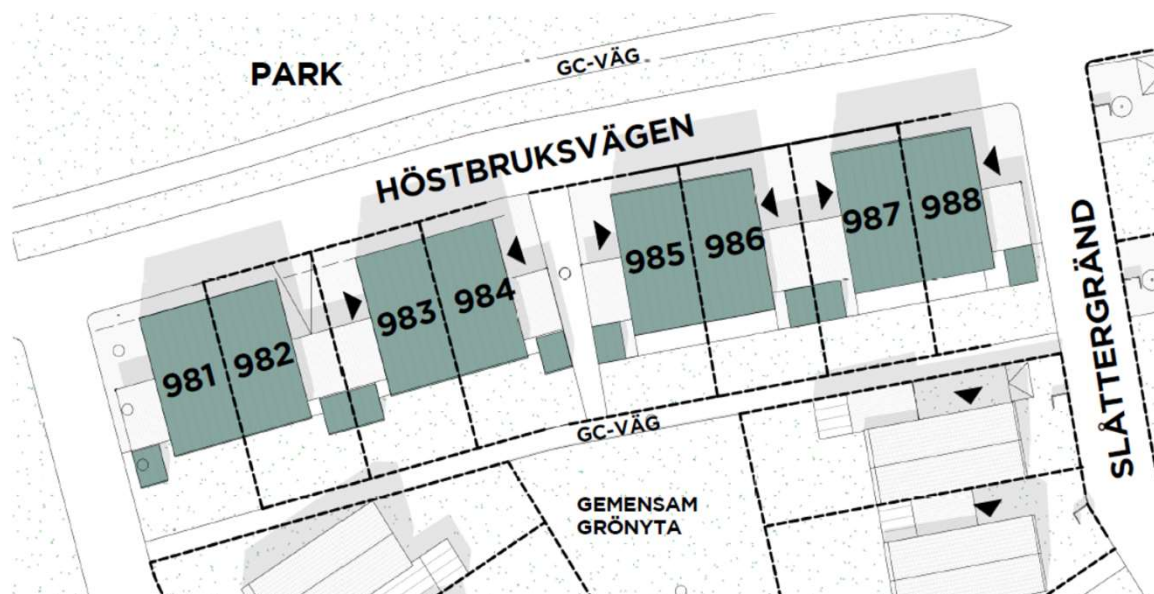 PARK
GC-VÄG
HÖSTBRUKSVÄGEN
981
982
983
984
985
986
987
988
SLÅTTERGRÄND
GC-VÄG
GEMENSAM
GRÖNYTA